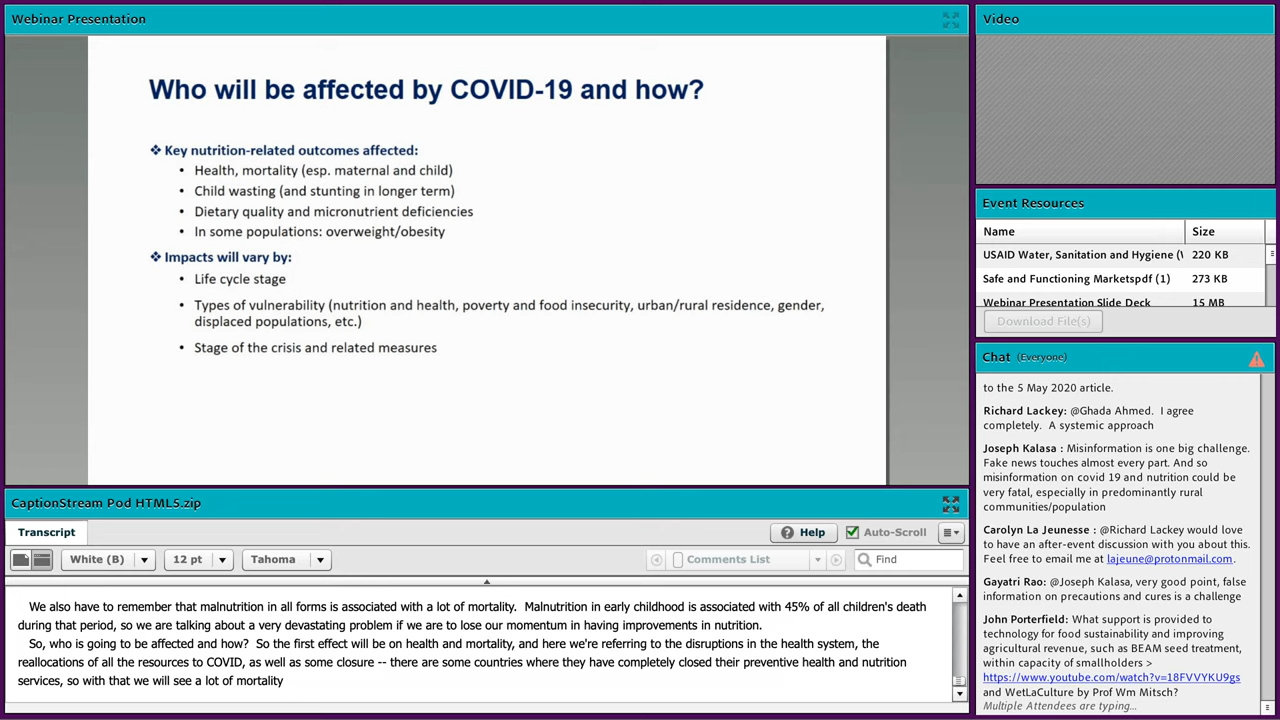 Webinar Presentation
Who will be affected by COVID-19 and how?
❖ Key nutrition-related outcomes affected:
• Health, mortality (esp. maternal and child)
• Child wasting (and stunting in longer term)
• Dietary quality and micronutrient deficiencies
• In some populations: overweight/obesity
❖ Impacts will vary by:
• Life cycle stage
• Types of vulnerability (nutrition and health, poverty and food insecurity, urban/rural residence, gender,
displaced populations, etc.)
• Stage of the crisis and related measures
CaptionStream Pod HTML5.zip
Transcript
Help
Auto-Scroll
White (B)
12 pt
Tahoma
Comments List
Find
We also have to remember that malnutrition in all forms is associated with a lot of mortality. Malnutrition in early childhood is associated with 45% of all children's death
during that period, so we are talking about a very devastating problem if we are to lose our momentum in having improvements in nutrition.
So, who is going to be affected and how? So the first effect will be on health and mortality, and here we're referring to the disruptions in the health system, the
reallocations of all the resources to COVID, as well as some closure -- there are some countries where they have completely closed their preventive health and nutrition
services, so with that we will see a lot of mortality
Video
Event Resources
Name Size
USAID Water, Sanitation and Hygiene ( 220 KB
Safe and Functioning Marketspdf (1) 273 KB
Webinar Presentation Slide Deck 15 MB
Download File(s)
Chat (Everyone)
to the 5 May 2020 article.
Richard Lackey: @Ghada Ahmed. I agree
completely. A systemic approach
Joseph Kalasa : Misinformation is one big challenge.
Fake news touches almost every part. And so
misinformation on covid 19 and nutrition could be
very fatal, especially in predominantly rural
communities/population
Carolyn La Jeunesse : @Richard Lackey would love
to have an after-event discussion with you about this.
Feel free to email me at lajeune@protonmail.com.
Gayatri Rao: @Joseph Kalasa, very good point, false
information on precautions and cures is a challenge
John Porterfield: What support is provided to
technology for food sustainability and improving
agricultural revenue, such as BEAM seed treatment,
within capacity of smallholders >
https://www.youtube.com/watch?v=18FVVYKU9gs
and WetLaCulture by Prof Wm Mitsch?
Multiple Attendees are typing...